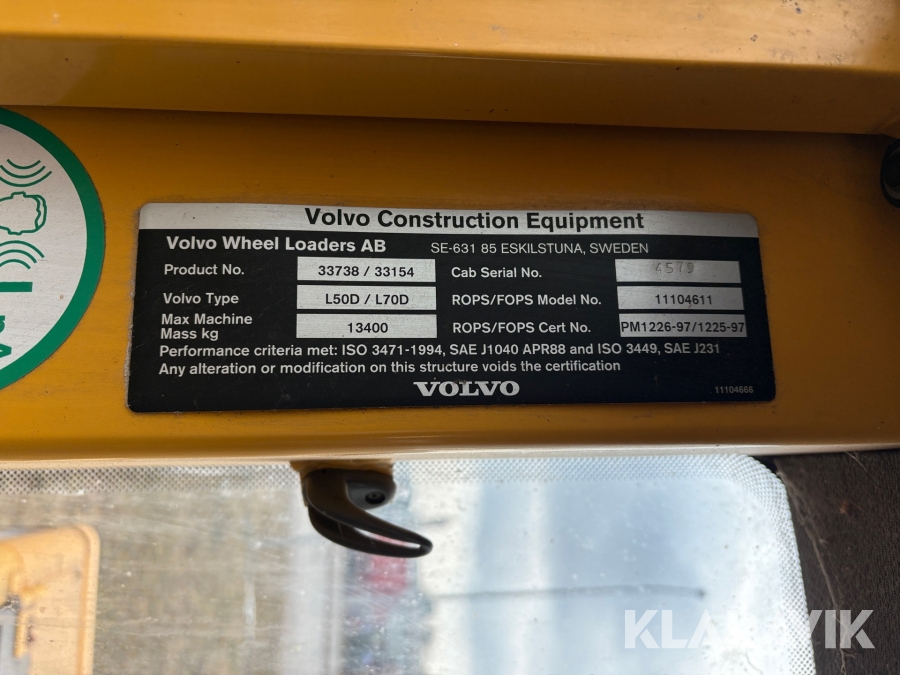 Volvo Construction Equipment
Volvo Wheel Loaders AB SE-631 85 ESKILSTUNA, SWEDEN
Product No. 33738 / 33154 Cab Serial No. 4579
Volvo Type L50D / L70D ROPS/FOPS Model No. 11104611
Max Machine Mass kg 13400 ROPS/FOPS Cert No. PM1226-97/1225-97
Performance criteria met: ISO 3471-1994, SAE J1040 APR88 and ISO 3449, SAE J231
Any alteration or modification on this structure voids the certification
VOLVO
11104666
KLARAVIK